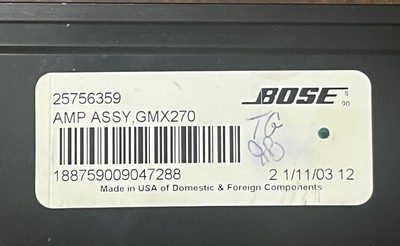 25756359
BOSE
AMP ASSY,GMX270
188759009047288
2 1/11/03 12
Made in USA of Domestic & Foreign Components